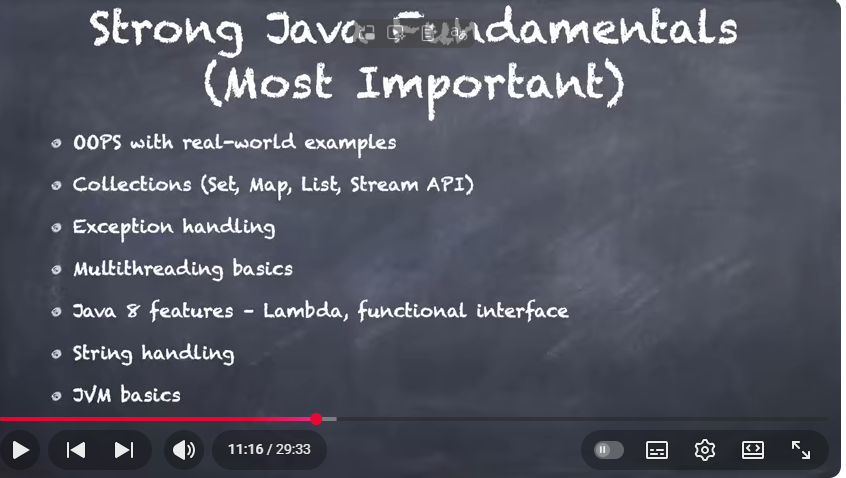 Strong Java Fundamentals
(Most Important)
OOPS with real-world examples
Collections (Set, Map, List, Stream API)
Exception handling
Multithreading basics
Java 8 features - Lambda, functional interface
String handling
JVM basics
11:16 / 29:33